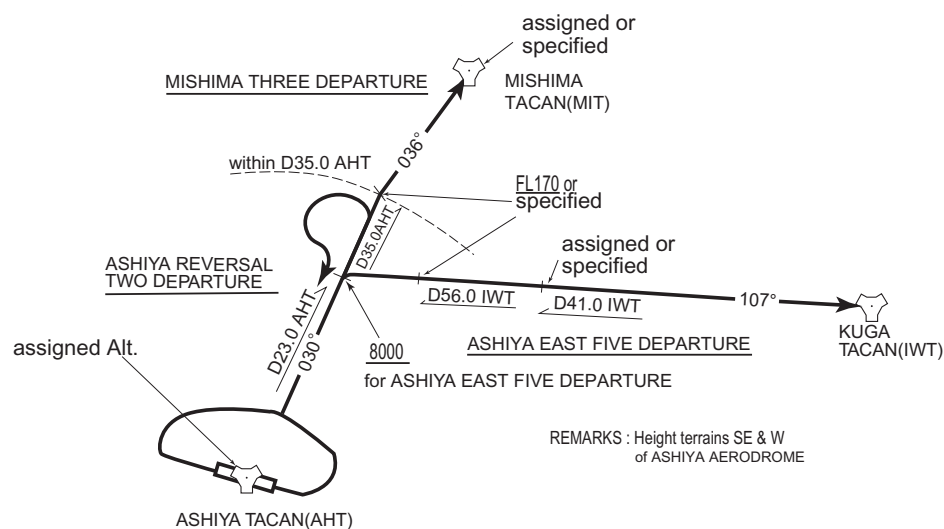 assigned or
specified
MISHIMA THREE DEPARTURE
MISHIMA
TACAN(MIT)
036°
within D35.0 AHT
FL170 or
specified
D35.0AHT
assigned or
specified
ASHIYA REVERSAL
TWO DEPARTURE
D56.0 IWT
D41.0 IWT
107°
KUGA
TACAN(IWT)
D23.0 AHT
030°
8000
for ASHIYA EAST FIVE DEPARTURE
ASHIYA EAST FIVE DEPARTURE
assigned Alt.
REMARKS : Height terrains SE & W
of ASHIYA AERODROME
ASHIYA TACAN(AHT)